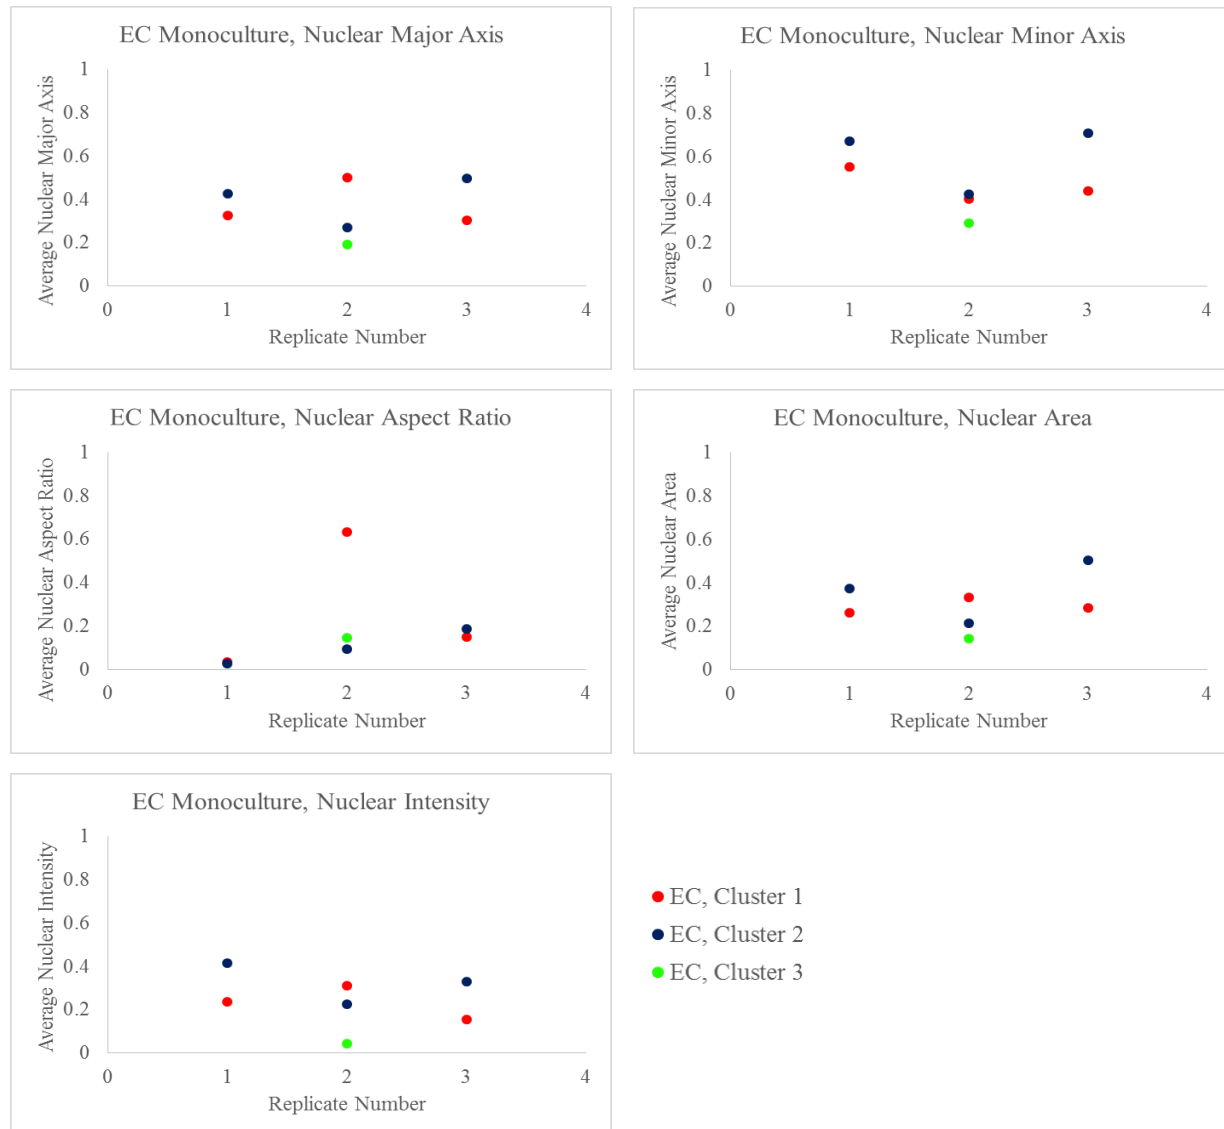 EC Monoculture, Nuclear Major Axis
Average Nuclear Major Axis
1
0.8
0.6
0.4
0.2
0
0 1 2 3 4
Replicate Number
EC Monoculture, Nuclear Minor Axis
Average Nuclear Minor Axis
1
0.8
0.6
0.4
0.2
0
0 1 2 3 4
Replicate Number
EC Monoculture, Nuclear Aspect Ratio
Average Nuclear Aspect Ratio
1
0.8
0.6
0.4
0.2
0
0 1 2 3 4
Replicate Number
EC Monoculture, Nuclear Area
Average Nuclear Area
1
0.8
0.6
0.4
0.2
0
0 1 2 3 4
Replicate Number
EC Monoculture, Nuclear Intensity
Average Nuclear Intensity
1
0.8
0.6
0.4
0.2
0
0 1 2 3 4
Replicate Number
EC, Cluster 1
EC, Cluster 2
EC, Cluster 3